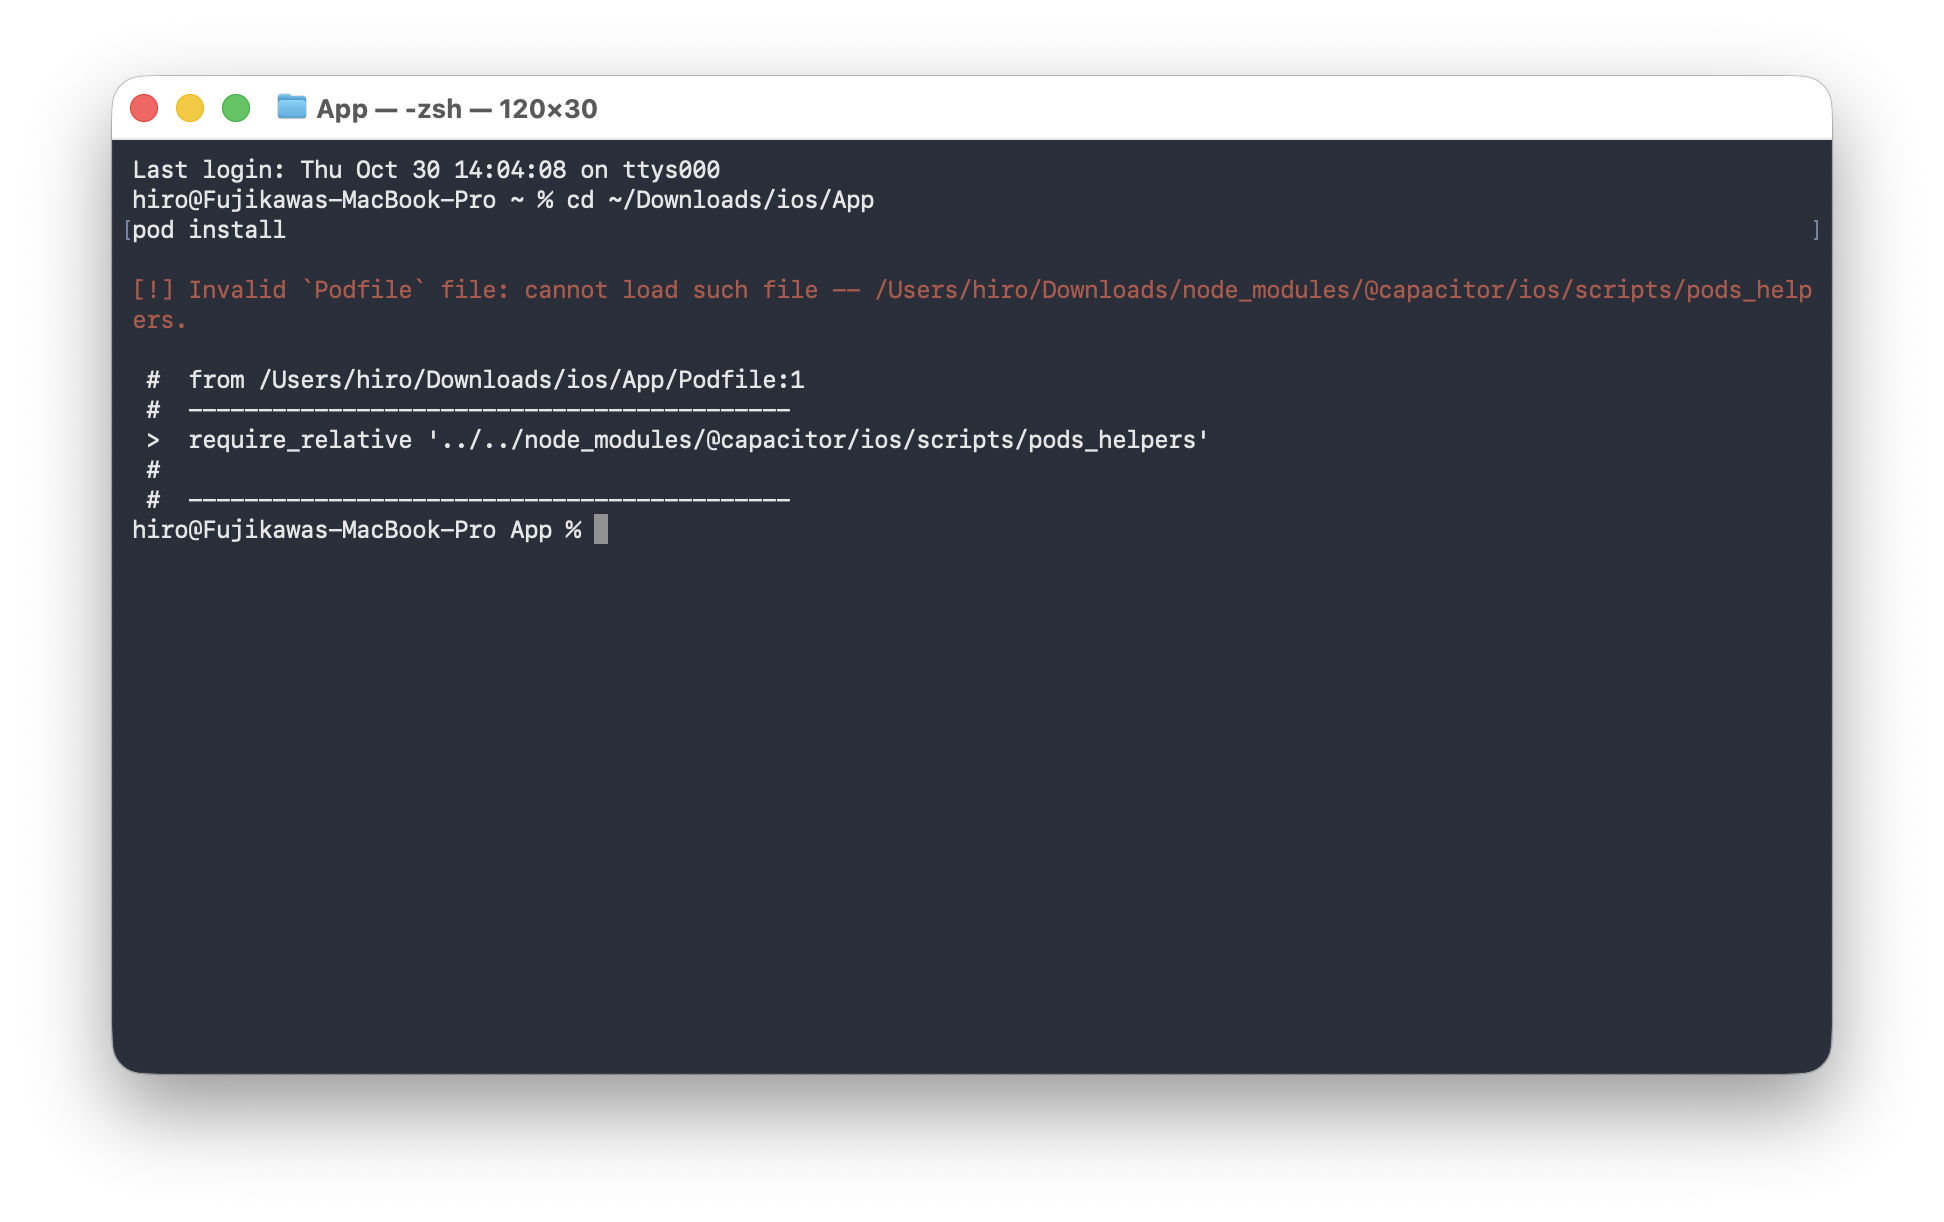 App — -zsh — 120×30
Last login: Thu Oct 30 14:04:08 on ttys000
hiro@Fujikawas-MacBook-Pro ~ % cd ~/Downloads/ios/App
[pod install ]
[!] Invalid `Podfile` file: cannot load such file -- /Users/hiro/Downloads/node_modules/@capacitor/ios/scripts/pods_help
ers.
#  from /Users/hiro/Downloads/ios/App/Podfile:1
#  -------------------------------------------
>  require_relative '../../node_modules/@capacitor/ios/scripts/pods_helpers'
#
#  -------------------------------------------
hiro@Fujikawas-MacBook-Pro App %